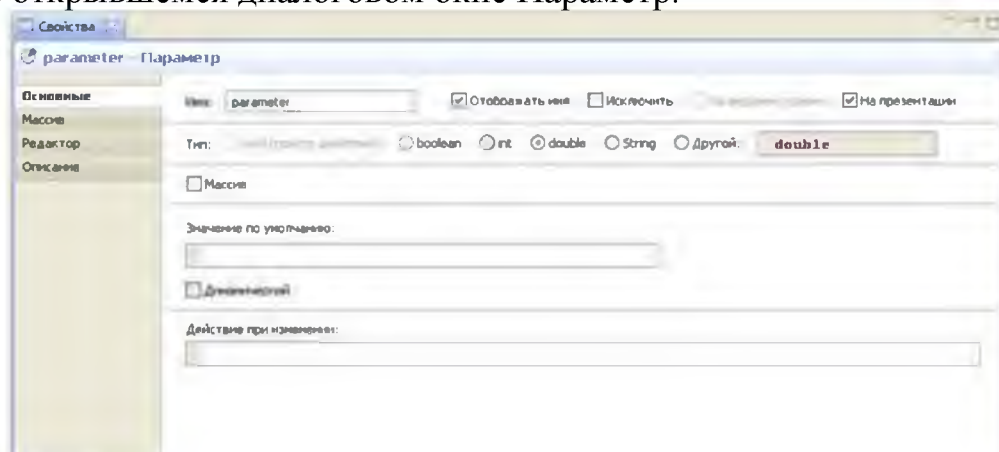 открывшемся диалоговом окне Параметр.
Свойства
parameter - Параметр
Основные
Массив
Редактор
Описание
Имя: parameter Отображать имя Исключить На презентации
Тип: boolean int double String Другой: double
Массив
Значение по умолчанию:
Динамический
Действие при изменении: